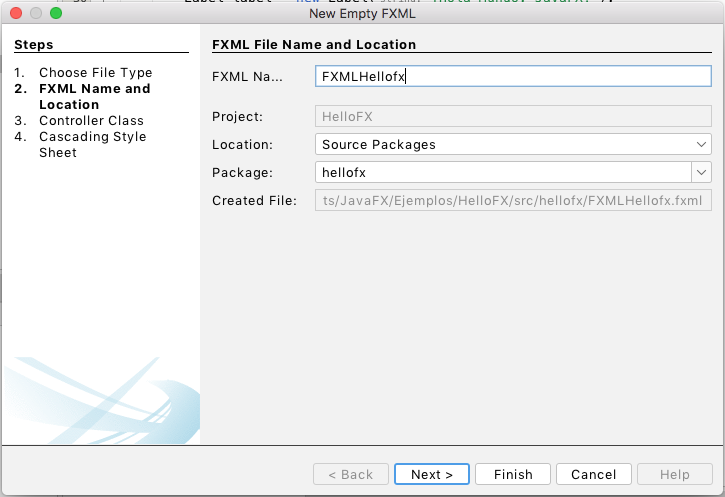 New Empty FXML
Steps
1. Choose File Type
2. FXML Name and
Location
3. Controller Class
4. Cascading Style
Sheet
FXML File Name and Location
FXML Na... FXMLHellofx
Project: HelloFX
Location: Source Packages
Package: hellofx
Created File: ts/JavaFX/Ejemplos/HelloFX/src/hellofx/FXMLHellofx.fxml
< Back Next > Finish Cancel Help